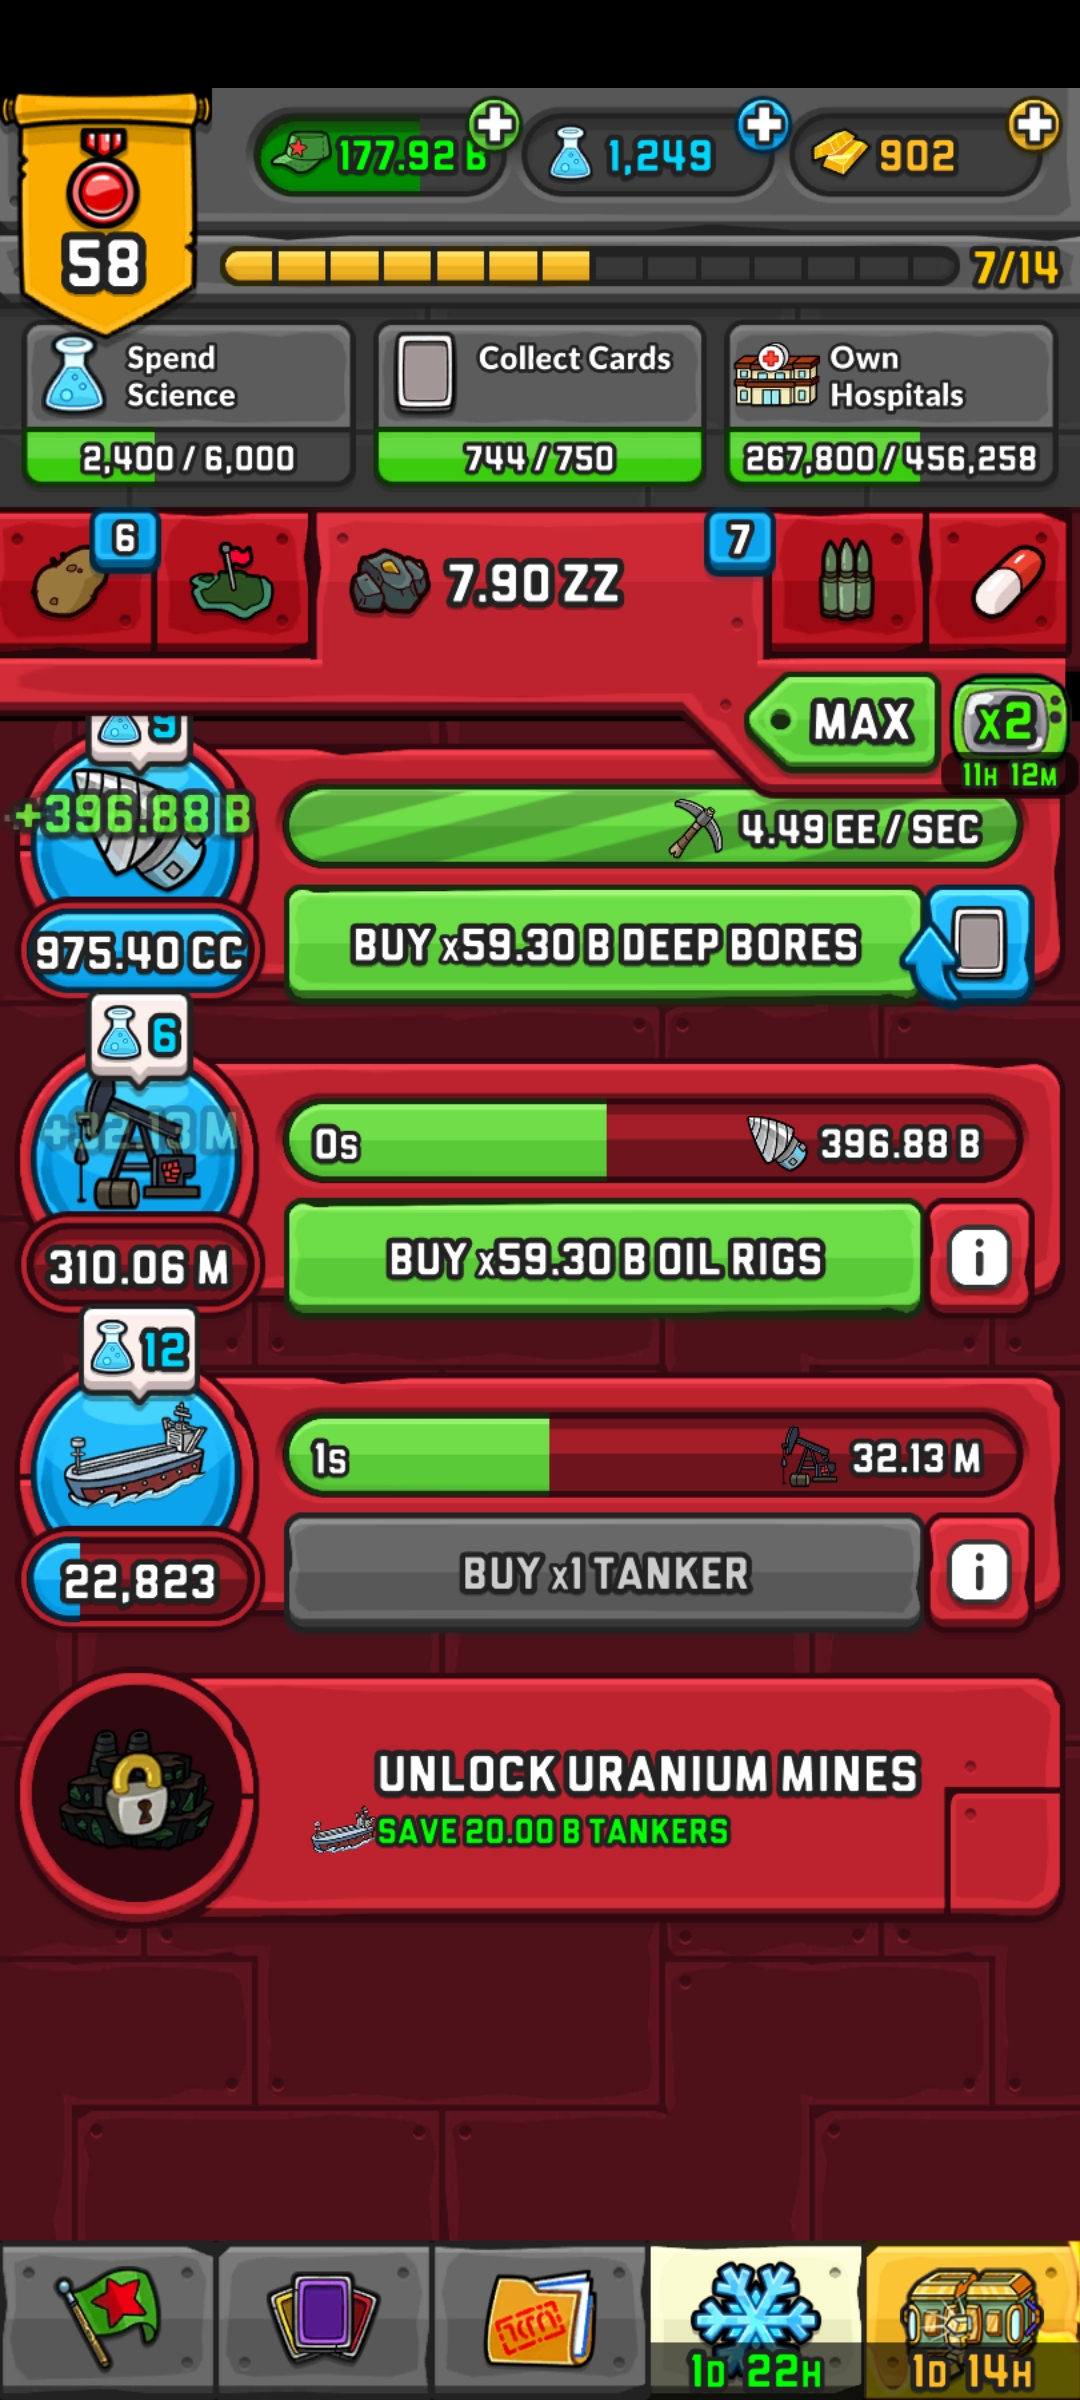 177.92 B
1,249
902
58
7/14
Spend
Science
2,400 / 6,000
Collect Cards
744 / 750
Own
Hospitals
267,800 / 456,258
6
7.90 ZZ
7
MAX
x2
11H 12M
9
+396.88 B
4.49 EE / SEC
975.40 CC
BUY x59.30 B DEEP BORES
6
+32.13 M
0s
396.88 B
310.06 M
BUY x59.30 B OIL RIGS
i
12
1s
32.13 M
22,823
BUY x1 TANKER
i
UNLOCK URANIUM MINES
SAVE 20.00 B TANKERS
1D 22H
1D 14H